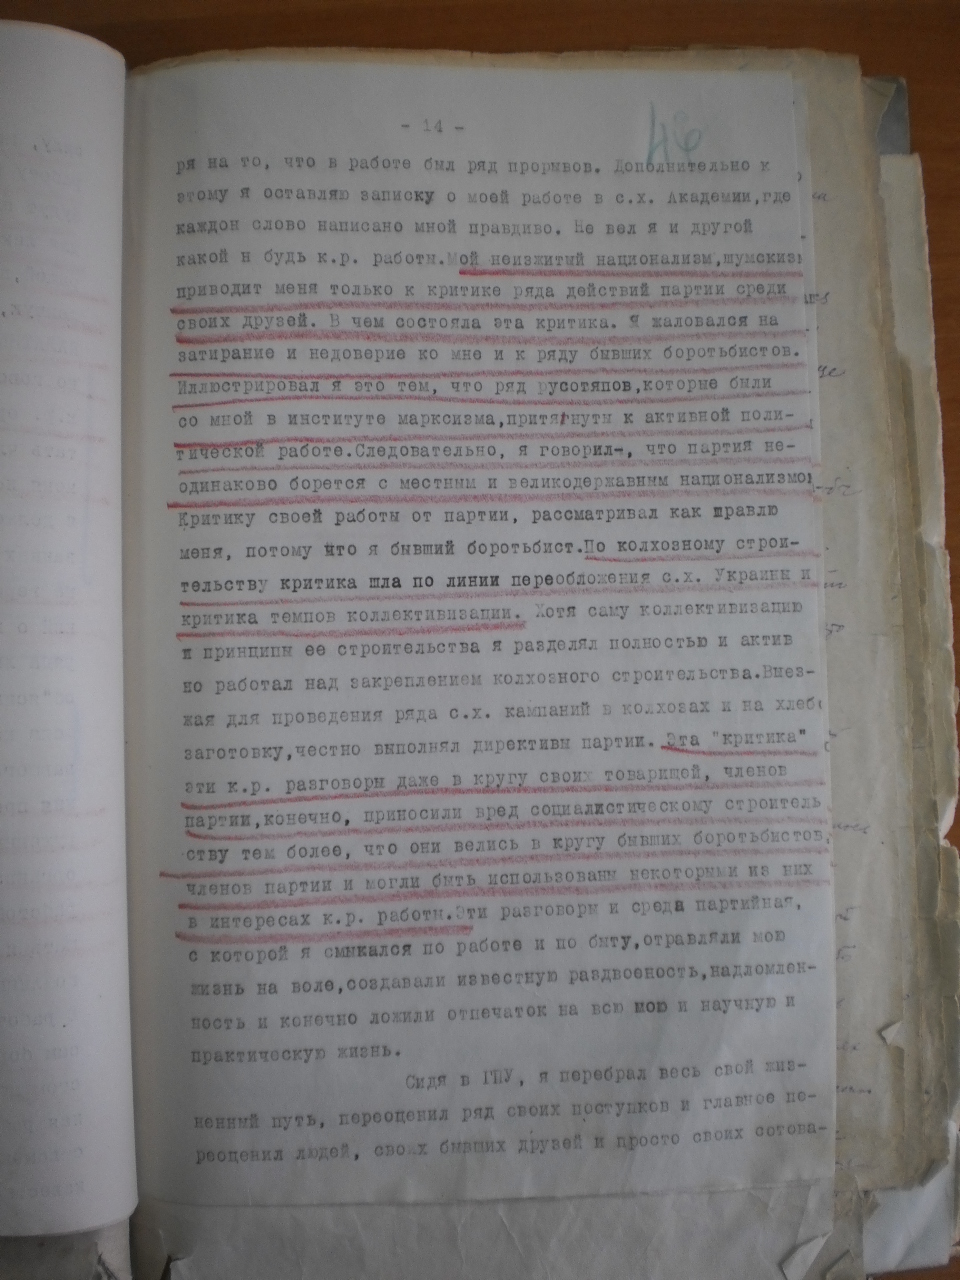 - 14 -
46
ря на то, что в работе был ряд прорывов. Дополнительно к
этому я оставляю записку о моей работе в с.х. Академии,где
каждон слово написано мной правдиво. Не вел я и другой
какой н будь к.р. работы.Мой неизжитый национализм,шумскизм
приводит меня только к критике ряда действий партии среди
своих друзей. В чем состояла эта критика. Я жаловался на
затирание и недоверие ко мне и к ряду бывших боротьбистов.
Иллюстрировал я это тем, что ряд русотяпов,которые были
со мной в институте марксизма,притянуты к активной поли-
тической работе.Следовательно, я говорил-, что партия не-
одинаково борется с местным и великодержавным национализмом
Критику своей работы от партии, рассматривал как травлю
меня, потому что я бывший боротьбист.По колхозному строи-
тельству критика шла по линии переобложения с.х. Украины и
критика темпов коллективизации. Хотя саму коллективизацию
и принципы ее строительства я разделял полностью и актив
но работал над закреплением колхозного строительства.Выез-
жая для проведения ряда с.х. кампаний в колхозах и на хлебо
заготовку,честно выполнял директивы партии. Эта "критика"
эти к.р. разговоры даже в кругу своих товарищей, членов
партии,конечно, приносили вред социалистическому строитель
ству тем более, что они велись в кругу бывших боротьбистов,
членов партии и могли быть использованы некоторыми из них
в интересах к.р. работы.Эти разговоры и среда партийная,
с которой я смыкался по работе и по быту,отравляли мою
жизнь на воле,создавали известную раздвоеность,надломлен-
ность и конечно ложили отпечаток на всю мою и научную и
практическую жизнь.
Сидя в ГПУ, я перебрал весь свой жиз-
ненный путь, переоценил ряд своих поступков и главное пе-
реоценил людей, своих бывших друзей и просто своих сотова-